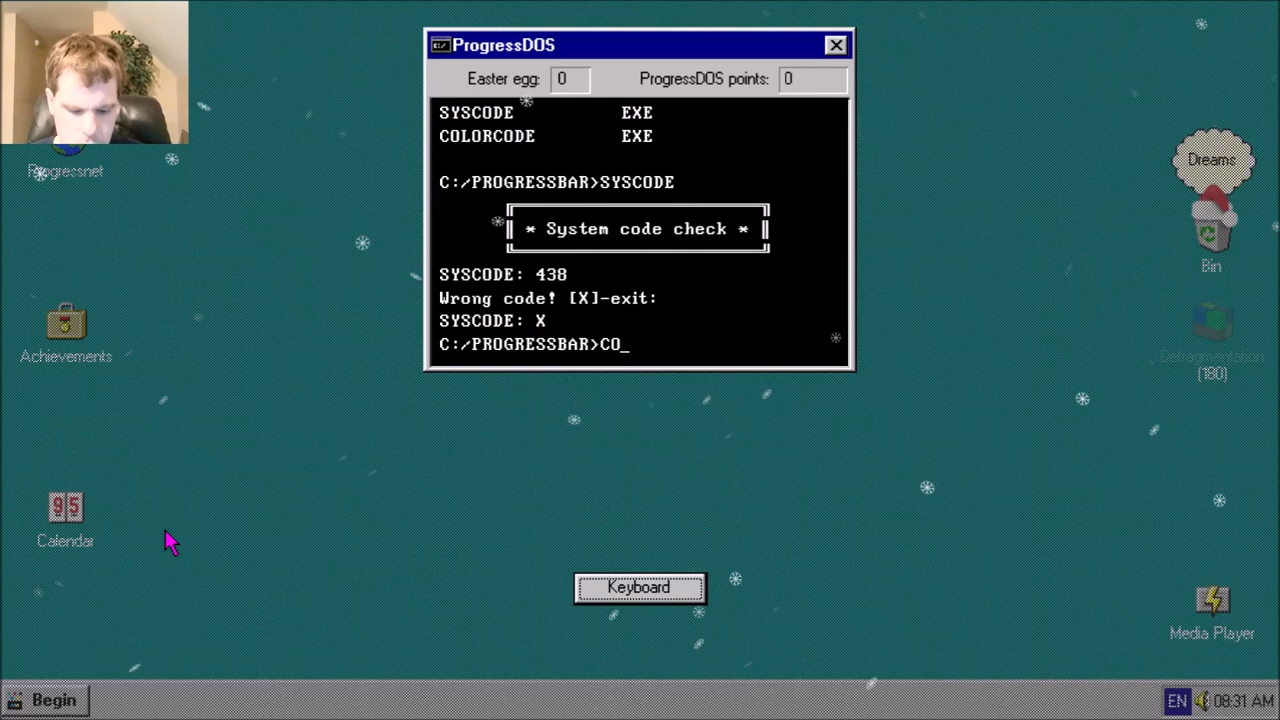 ProgressDOS
Easter egg: 0 ProgressDOS points: 0
SYSCODE EXE
COLORCODE EXE
C:/PROGRESSBAR>SYSCODE
* System code check *
SYSCODE: 438
Wrong code! [X]-exit:
SYSCODE: X
C:/PROGRESSBAR>CO_
Progressnet
Achievements
95
Calendar
Dreams
Bin
Defragmentation
(180)
Media Player
Keyboard
Begin
EN 08:31 AM